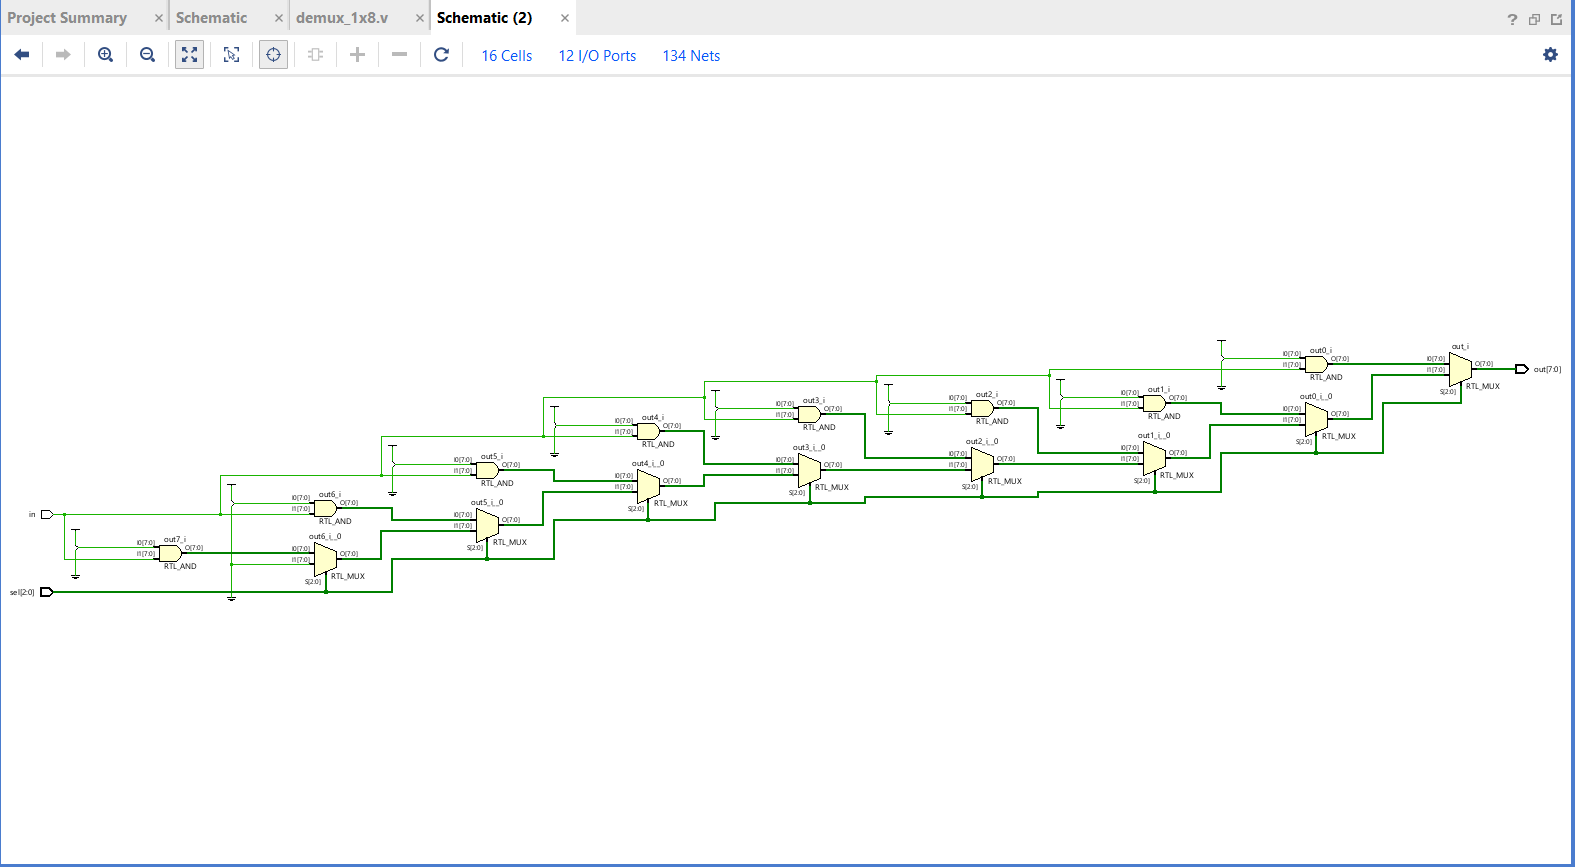 Project Summary × Schematic × demux_1x8.v × Schematic (2) × ?
16 Cells 12 I/O Ports 134 Nets
out_i
I0[7:0]
I1[7:0]
S[2:0]
O[7:0]
RTL_MUX
out[7:0]
out0_i
I0[7:0]
I1[7:0]
O[7:0]
RTL_AND
out0_i__0
I0[7:0]
I1[7:0]
S[2:0]
O[7:0]
RTL_MUX
out1_i
I0[7:0]
I1[7:0]
O[7:0]
RTL_AND
out1_i__0
I0[7:0]
I1[7:0]
S[2:0]
O[7:0]
RTL_MUX
out2_i
I0[7:0]
I1[7:0]
O[7:0]
RTL_AND
out2_i__0
I0[7:0]
I1[7:0]
S[2:0]
O[7:0]
RTL_MUX
out3_i
I0[7:0]
I1[7:0]
O[7:0]
RTL_AND
out3_i__0
I0[7:0]
I1[7:0]
S[2:0]
O[7:0]
RTL_MUX
out4_i
I0[7:0]
I1[7:0]
O[7:0]
RTL_AND
out4_i__0
I0[7:0]
I1[7:0]
S[2:0]
O[7:0]
RTL_MUX
out5_i
I0[7:0]
I1[7:0]
O[7:0]
RTL_AND
out5_i__0
I0[7:0]
I1[7:0]
S[2:0]
O[7:0]
RTL_MUX
out6_i
I0[7:0]
I1[7:0]
O[7:0]
RTL_AND
out6_i__0
I0[7:0]
I1[7:0]
S[2:0]
O[7:0]
RTL_MUX
in
out7_i
I0[7:0]
I1[7:0]
O[7:0]
RTL_AND
sel[2:0]